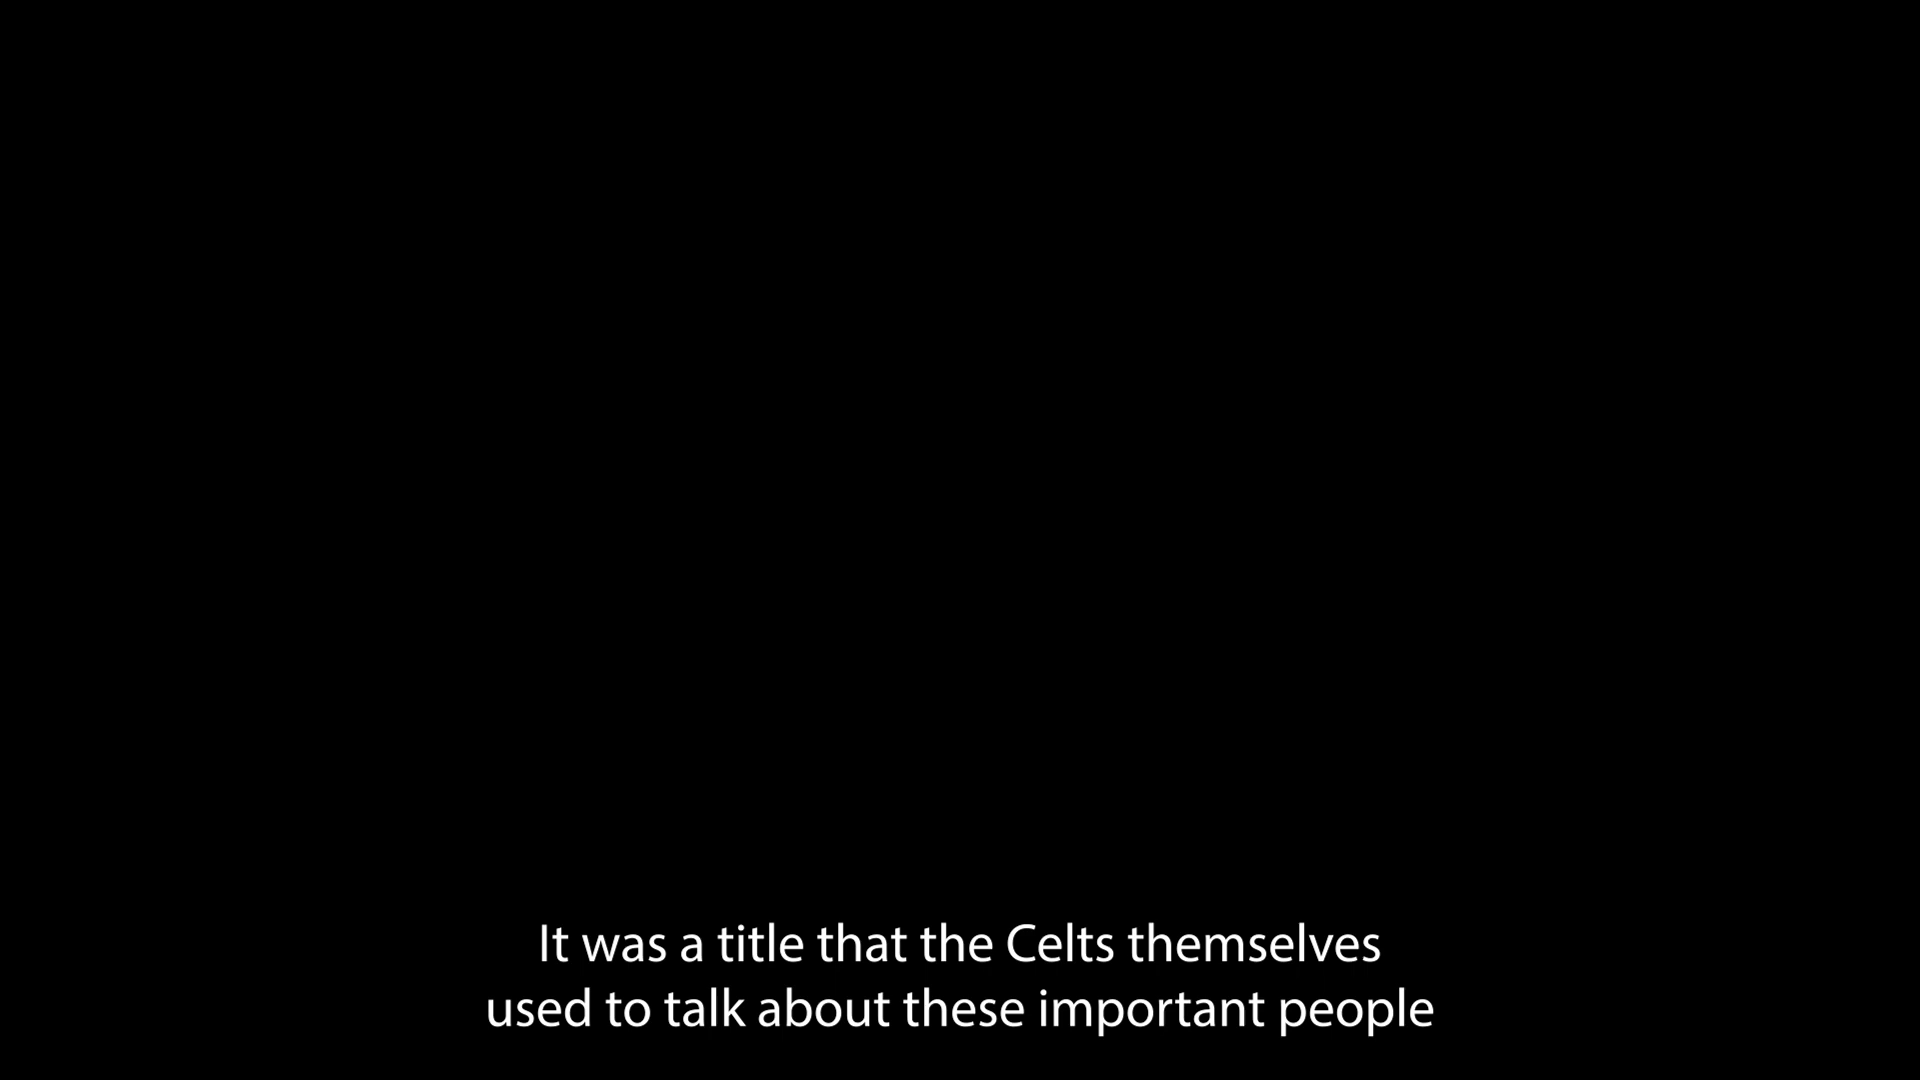 It was a title that the Celts themselves
used to talk about these important people